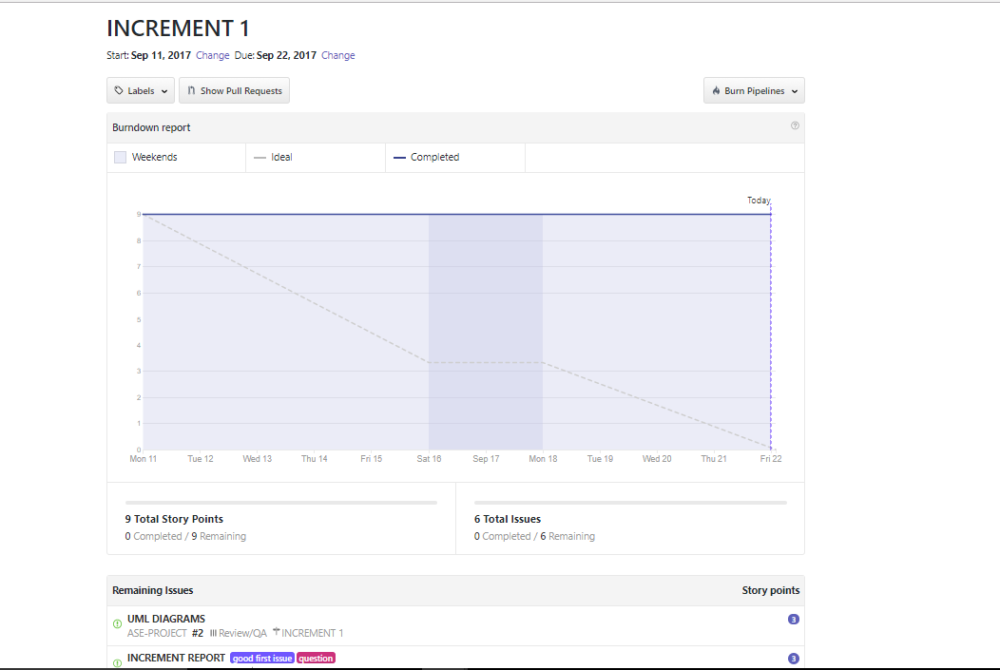 INCREMENT 1
Start: Sep 11, 2017 Change Due: Sep 22, 2017 Change
Labels Show Pull Requests Burn Pipelines
Burndown report
Weekends Ideal Completed
Today
9
8
7
6
5
4
3
2
1
0
Mon 11 Tue 12 Wed 13 Thu 14 Fri 15 Sat 16 Sep 17 Mon 18 Tue 19 Wed 20 Thu 21 Fri 22
9 Total Story Points
0 Completed / 9 Remaining
6 Total Issues
0 Completed / 6 Remaining
Remaining Issues Story points
UML DIAGRAMS 3
ASE-PROJECT #2 Review/QA INCREMENT 1
INCREMENT REPORT good first issue question 3